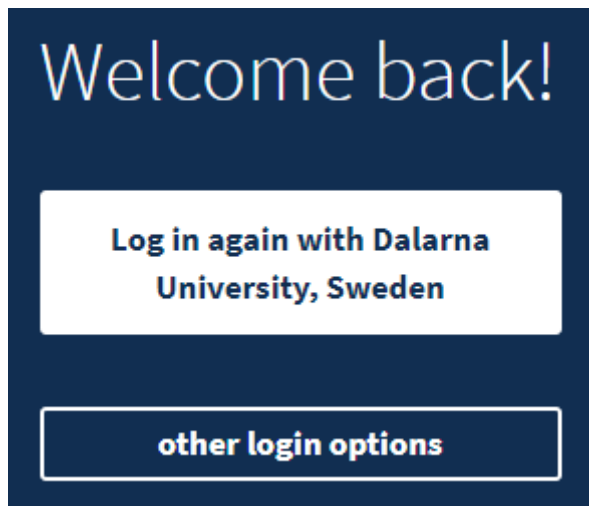 Welcome back!
Log in again with Dalarna
University, Sweden
other login options